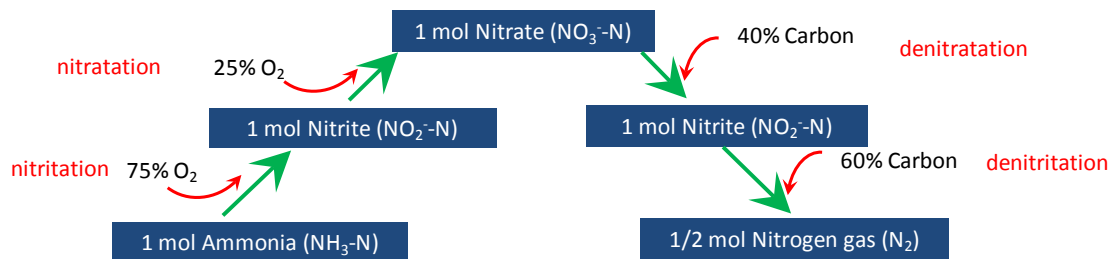 1 mol Nitrate (NO₃⁻-N)
nitratation
25% O₂
40% Carbon
denitratation
1 mol Nitrite (NO₂⁻-N)
1 mol Nitrite (NO₂⁻-N)
nitritation
75% O₂
60% Carbon
denitritation
1 mol Ammonia (NH₃-N)
1/2 mol Nitrogen gas (N₂)